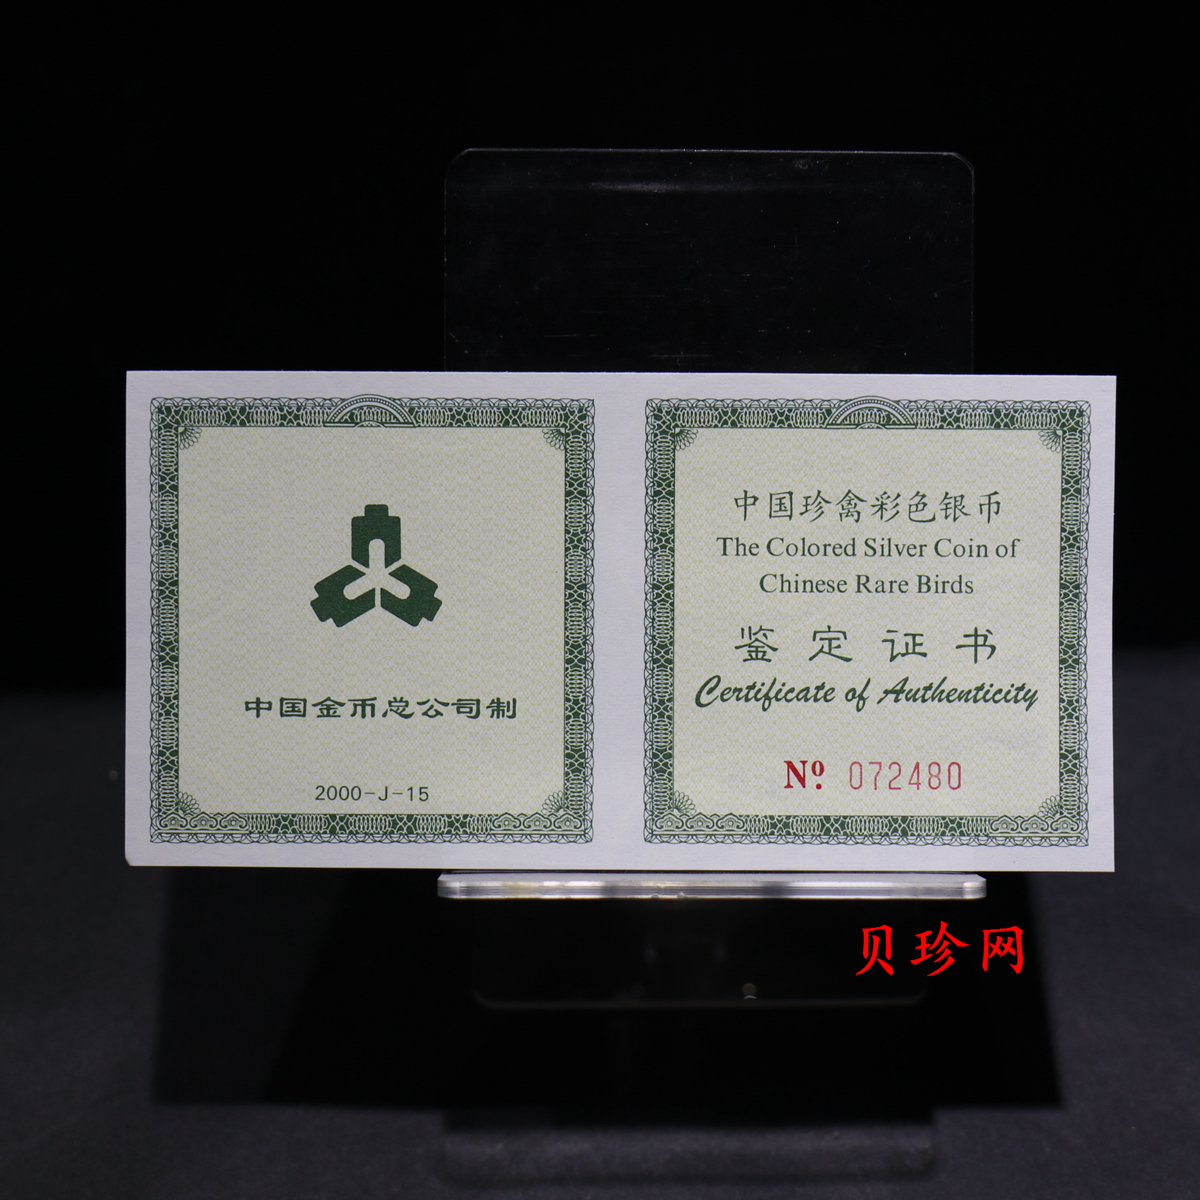 中国金币总公司制
2000-J-15
中国珍禽彩色银币
The Colored Silver Coin of
Chinese Rare Birds
鉴定证书
Certificate of Authenticity
Nº. 072480
贝珍网